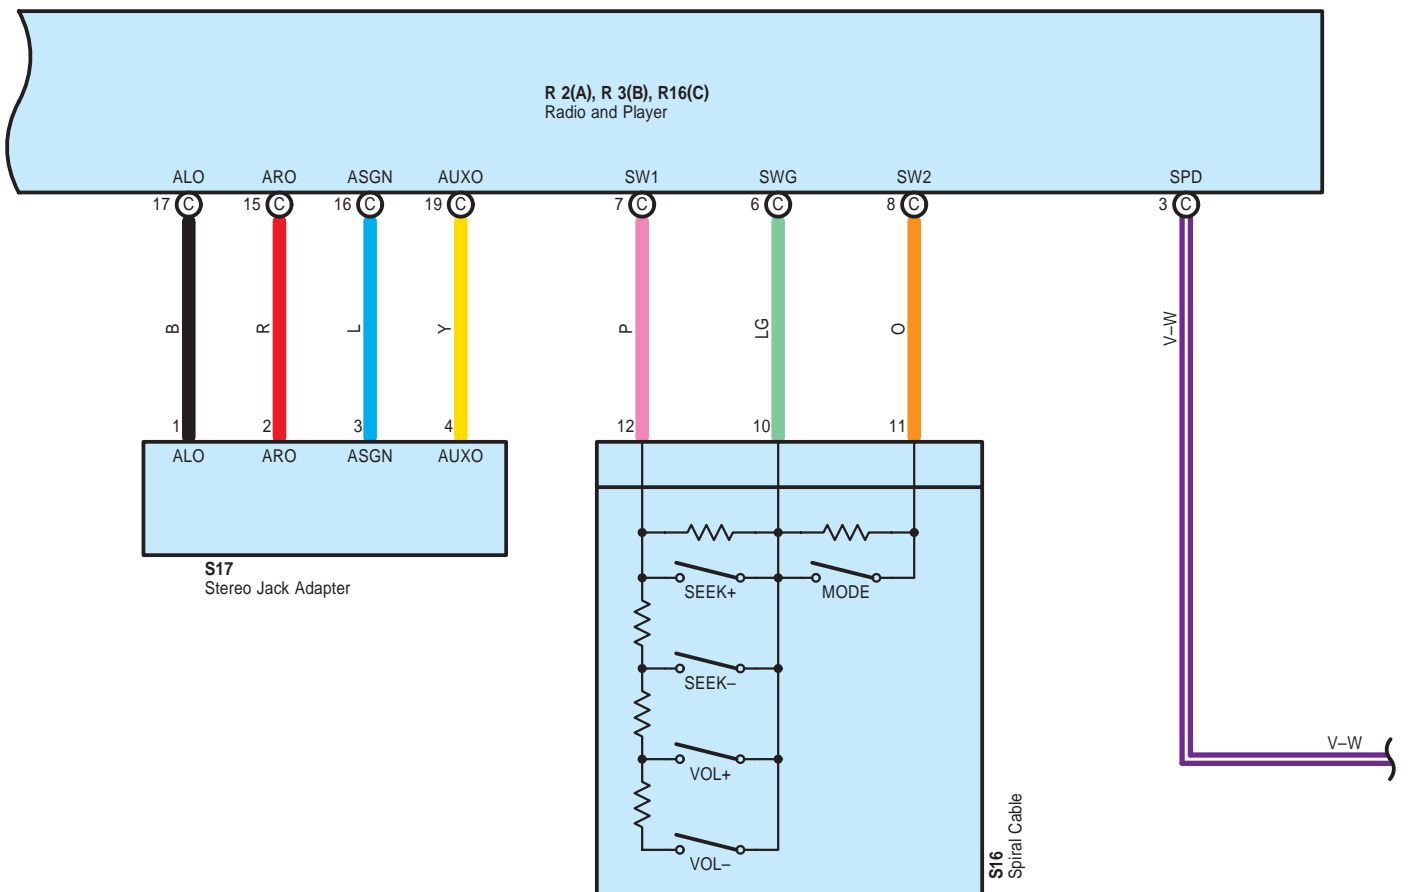 R 2(A), R 3(B), R16(C)
Radio and Player
ALO ARO ASGN AUXO SW1 SWG SW2 SPD
17 C 15 C 16 C 19 C 7 C 6 C 8 C 3 C
B R L Y P LG O V–W
1 2 3 4 12 10 11
ALO ARO ASGN AUXO
S17
Stereo Jack Adapter
SEEK+ MODE
SEEK–
V–W
VOL+
VOL–
S16
Spiral Cable